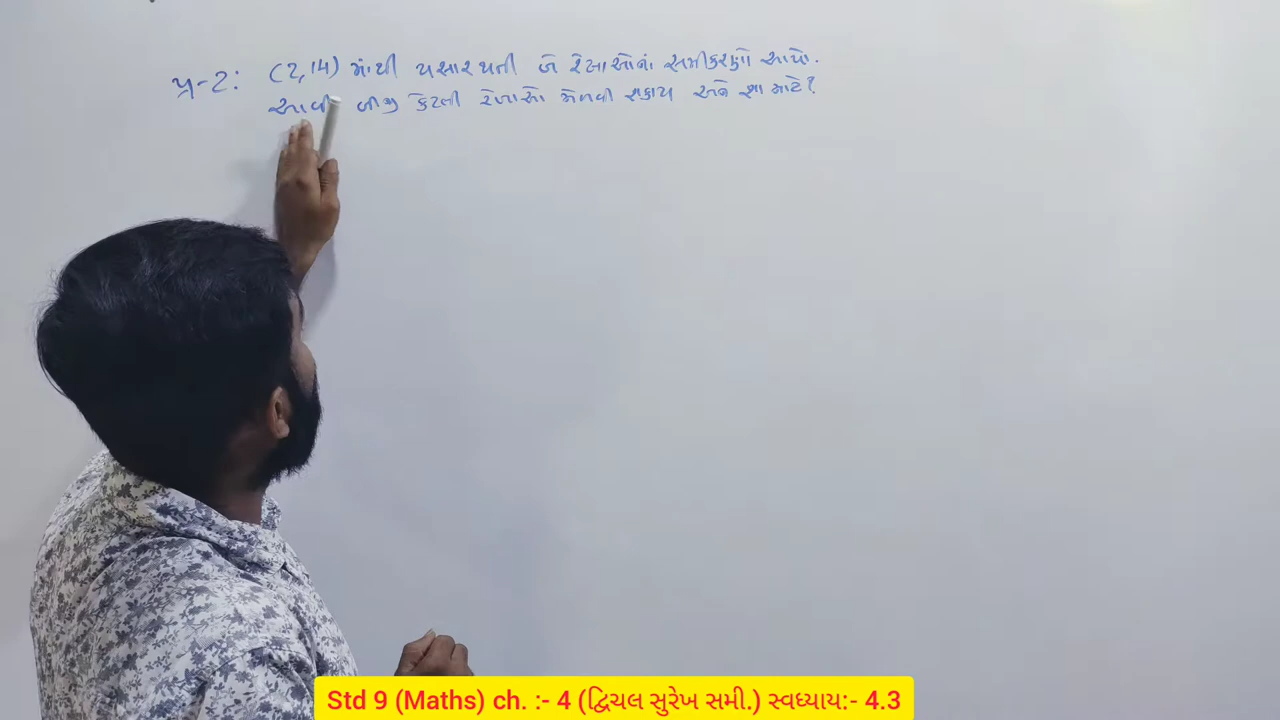 પ્ર-2: (2,14) માંથી પસાર થતી બે રેખાઓનાં સમીકરણો આપો.
આવી બીજી કેટલી રેખાઓ મેળવી શકાય અને શા માટે?
Std 9 (Maths) ch. :- 4 (દ્વિચલ સુરેખ સમી.) સ્વધ્યાય:- 4.3